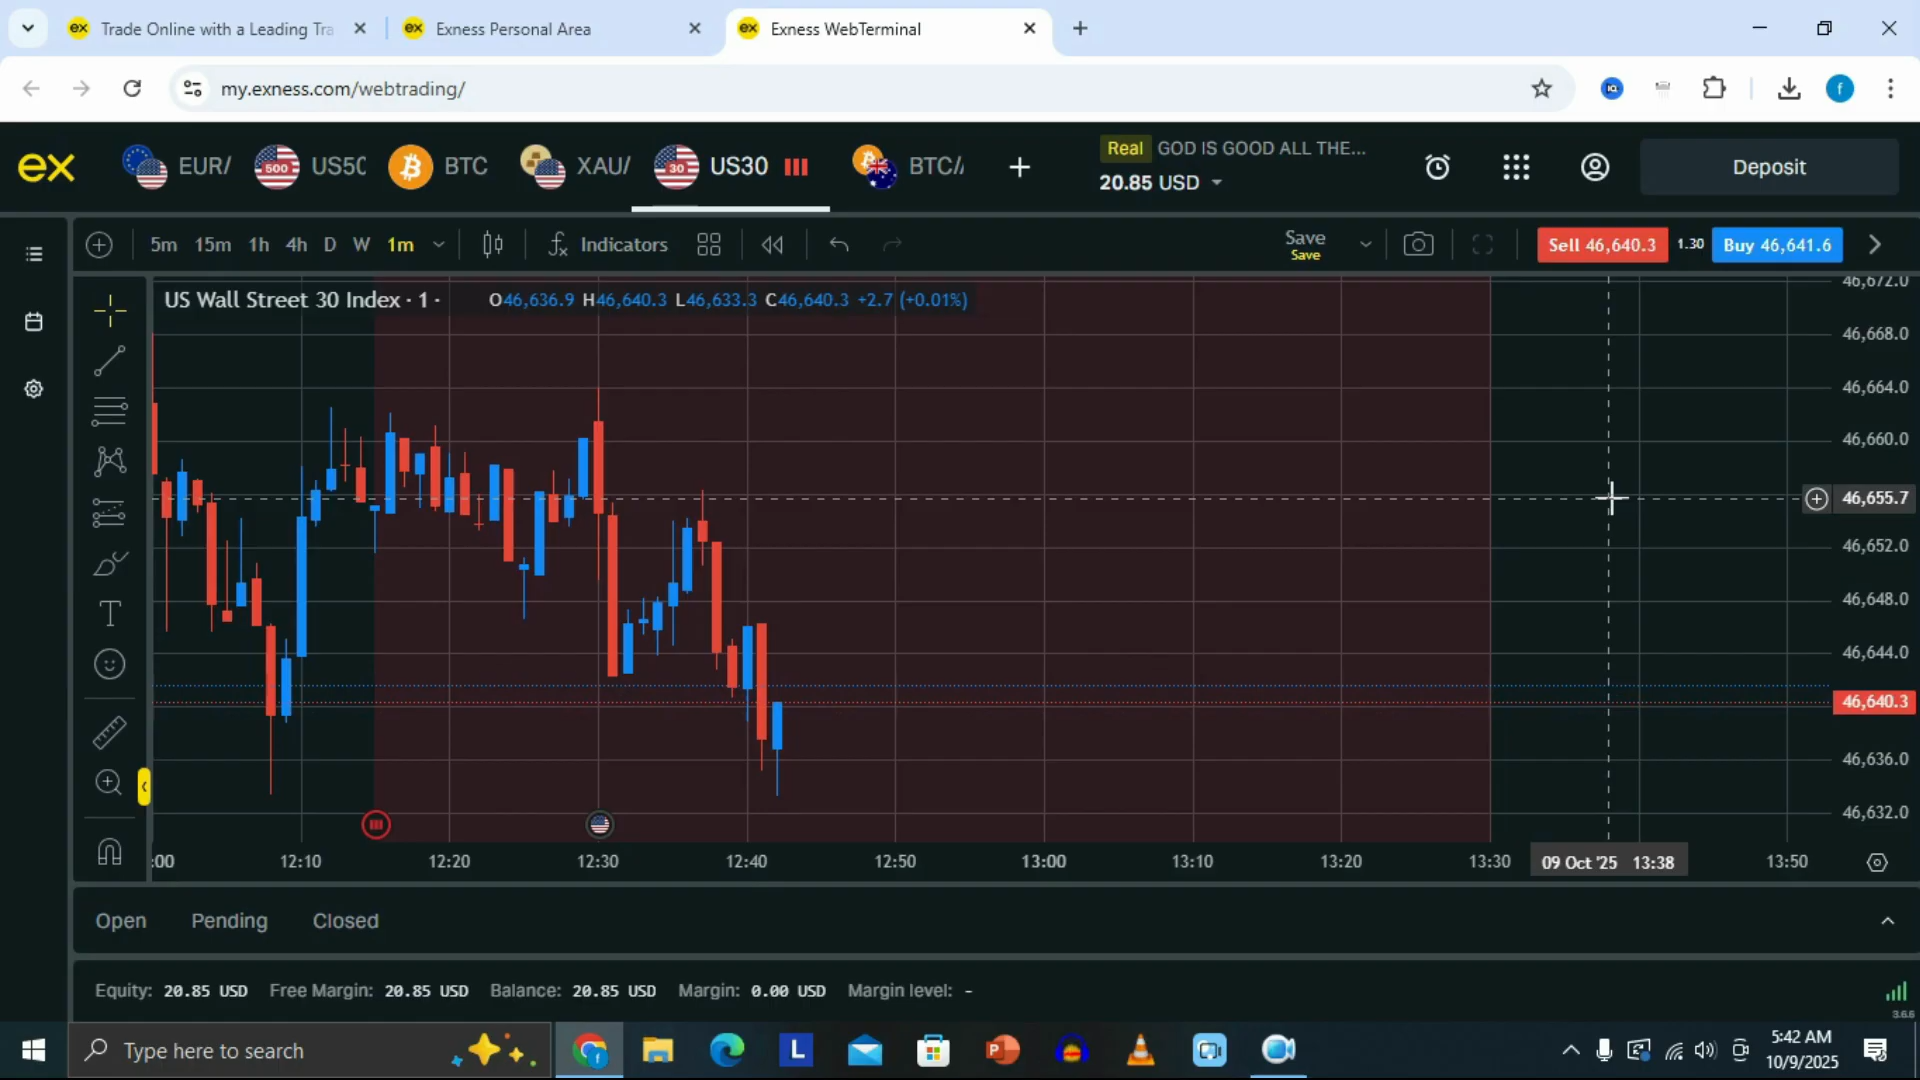 Trade Online with a Leading Tra
Exness Personal Area
Exness WebTerminal
my.exness.com/webtrading/
f
ex
EUR/
500
US50
BTC
XAU/
30
US30
BTC/
Real GOD IS GOOD ALL THE...
20.85 USD
Deposit
5m 15m 1h 4h D W 1m
Indicators
Save
Save
Sell 46,640.3
1.30
Buy 46,641.6
US Wall Street 30 Index · 1 ·
O46,636.9 H46,640.3 L46,633.3 C46,640.3 +2.7 (+0.01%)
46,672.0
46,668.0
46,664.0
46,660.0
46,655.7
46,652.0
46,648.0
46,644.0
46,640.3
46,636.0
46,632.0
:00 12:10 12:20 12:30 12:40 12:50 13:00 13:10 13:20 13:30 09 Oct '25 13:38 13:50
Open Pending Closed
Equity: 20.85 USD Free Margin: 20.85 USD Balance: 20.85 USD Margin: 0.00 USD Margin level: -
3.6.6
Type here to search
L
P
5:42 AM
10/9/2025